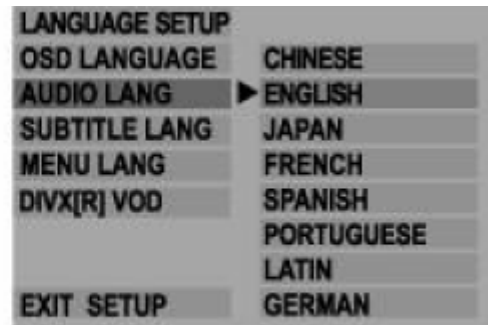 LANGUAGE SETUP
OSD LANGUAGE
AUDIO LANG
SUBTITLE LANG
MENU LANG
DIVX[R] VOD
EXIT SETUP
CHINESE
ENGLISH
JAPAN
FRENCH
SPANISH
PORTUGUESE
LATIN
GERMAN